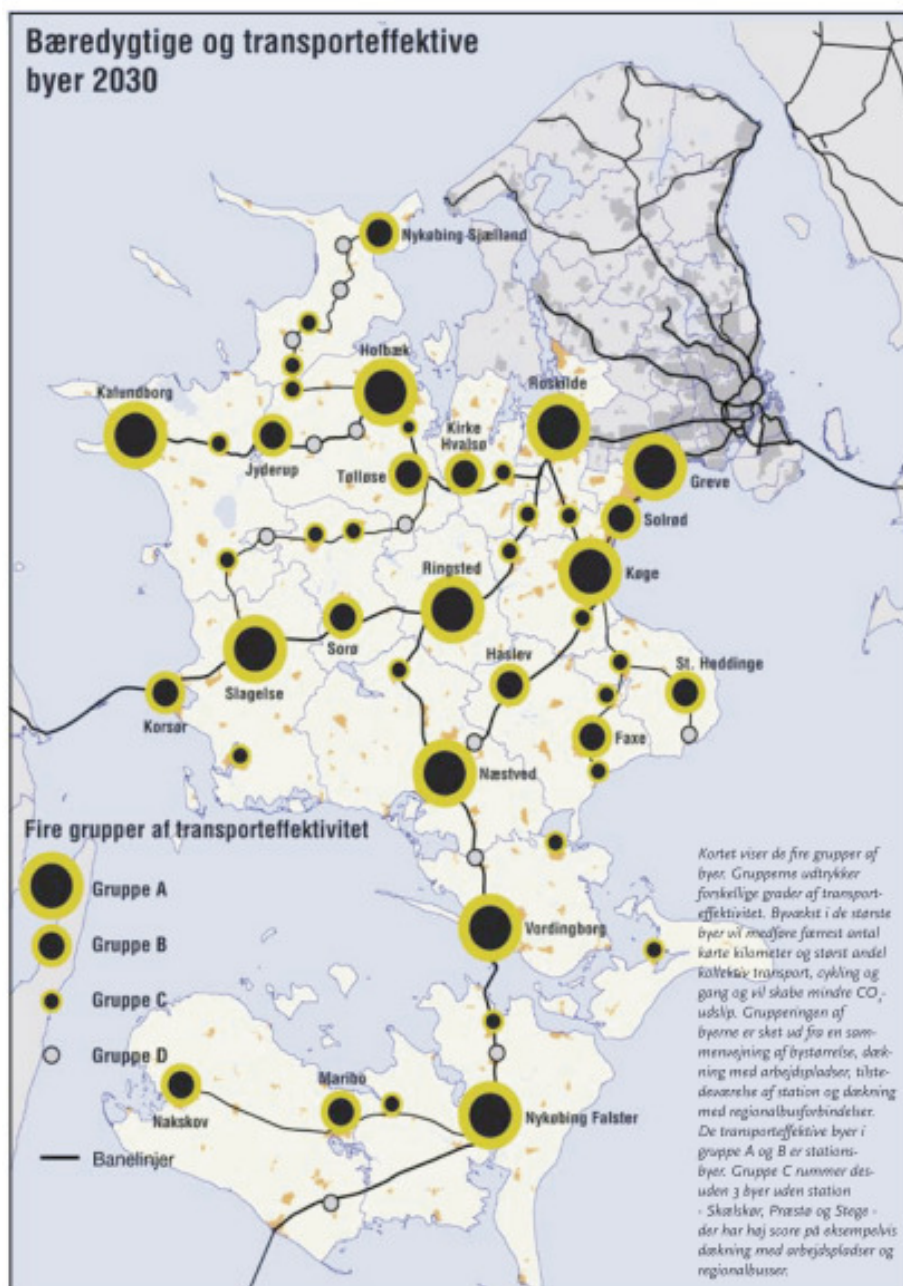 Bæredygtige og transporteffektive
byer 2030
Nykøbing Sjælland
Holbæk
Kalundborg
Roskilde
Kirke
Hvalsø
Jyderup
Tølløse
Greve
Solrød
Ringsted
Køge
Sorø
Haslev
St. Heddinge
Slagelse
Korsør
Faxe
Næstved
Fire grupper af transporteffektivitet
Gruppe A
Gruppe B
Gruppe C
Gruppe D
Banelinjer
Vordingborg
Maribo
Nakskov
Nykøbing Falster
Kortet viser de fire grupper af
byer. Grupperne udtrykker
forskellige grader af transport-
effektivitet. Byvækst i de største
byer vil medføre færrest antal
kørte kilometer og størst andel
kollektiv transport, cykling og
gang og vil skabe mindre CO₂-
udslip. Grupperingen af
byerne er sket ud fra en sam-
menvejning af bystørrelse, dæk-
ning med arbejdspladser, tilste-
deværelse af station og dækning
med regionalbusforbindelser.
De transporteffektive byer i
gruppe A og B er stations-
byer. Gruppe C rummer des-
uden 3 byer uden station
- Skælskør, Præstø og Stege -
der har høj score på eksempelvis
dækning med arbejdspladser og
regionalbusser.